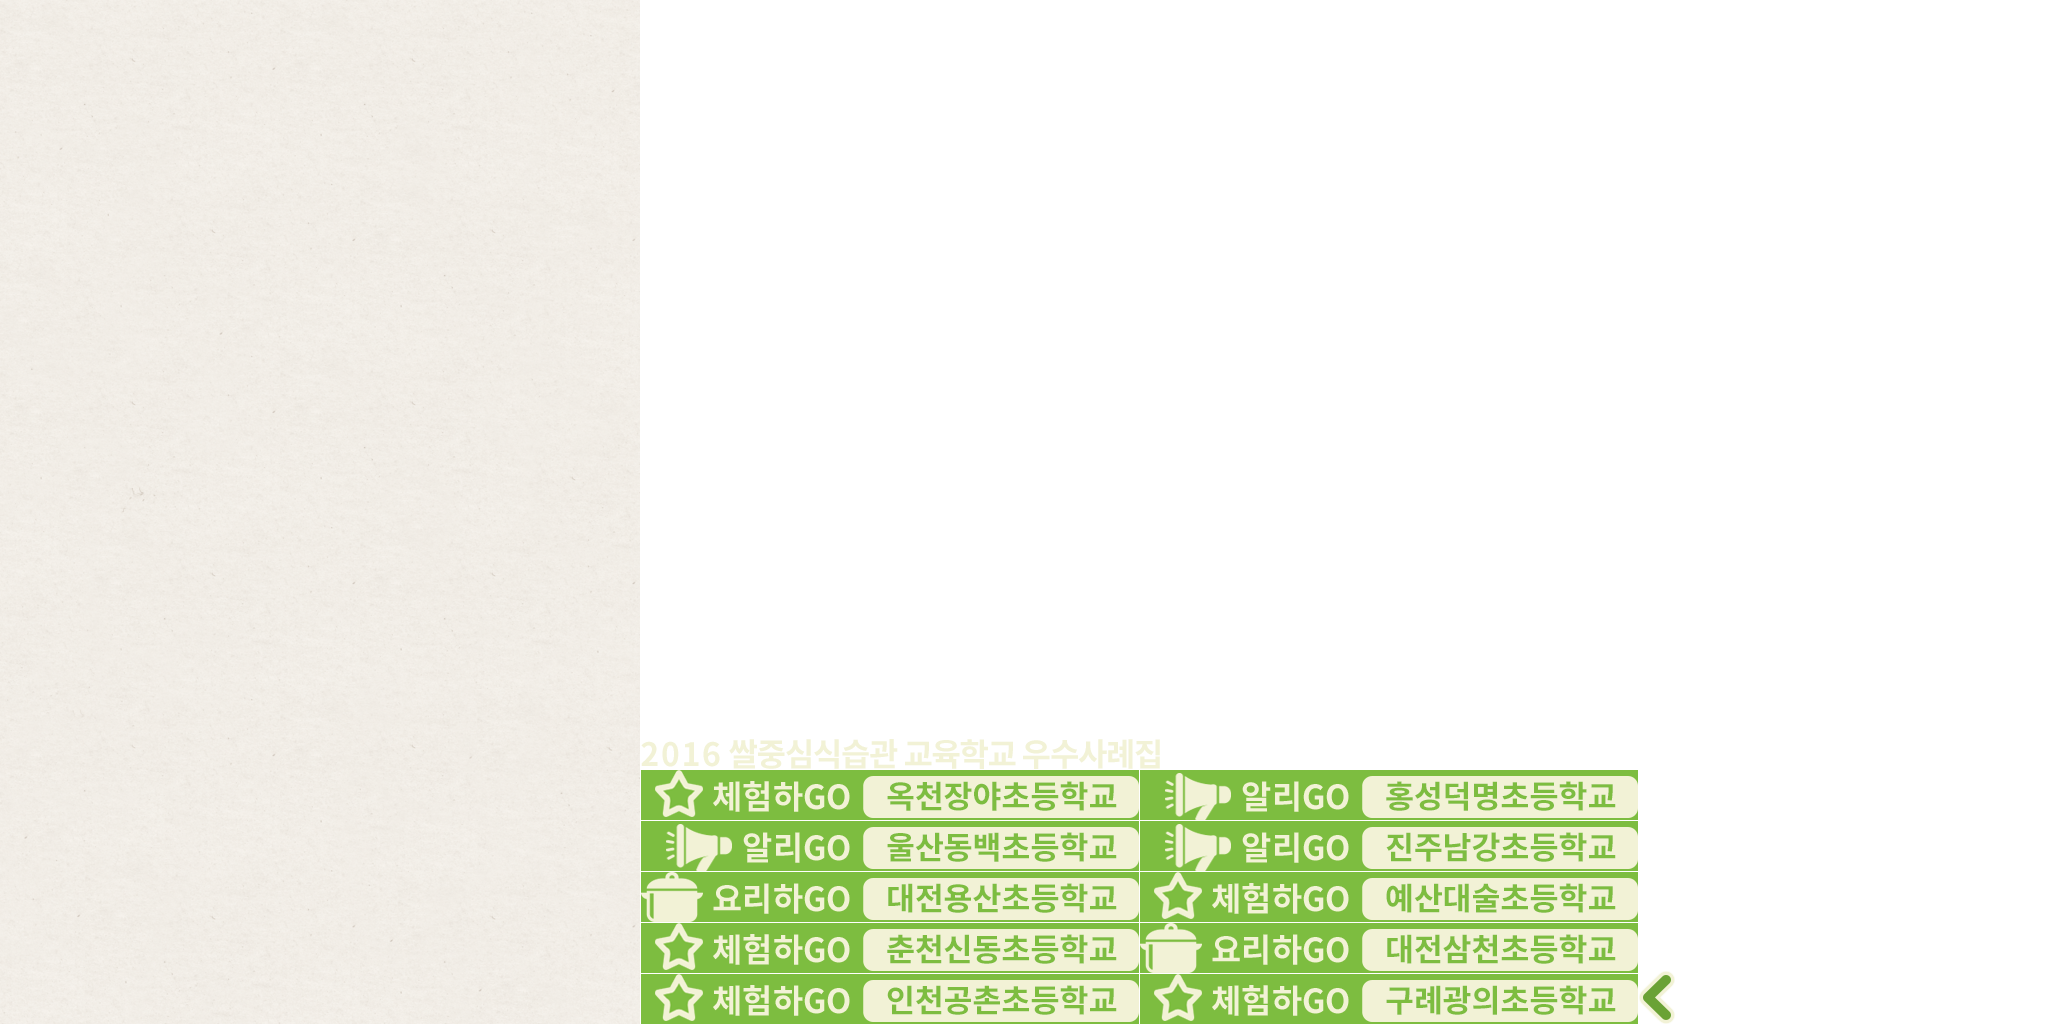 2016 쌀중심식습관 교육학교 우수사례집
체험하GO 옥천장야초등학교
알리GO 홍성덕명초등학교
알리GO 울산동백초등학교
알리GO 진주남강초등학교
요리하GO 대전용산초등학교
체험하GO 예산대술초등학교
체험하GO 춘천신동초등학교
요리하GO 대전삼천초등학교
체험하GO 인천공촌초등학교
체험하GO 구례광의초등학교